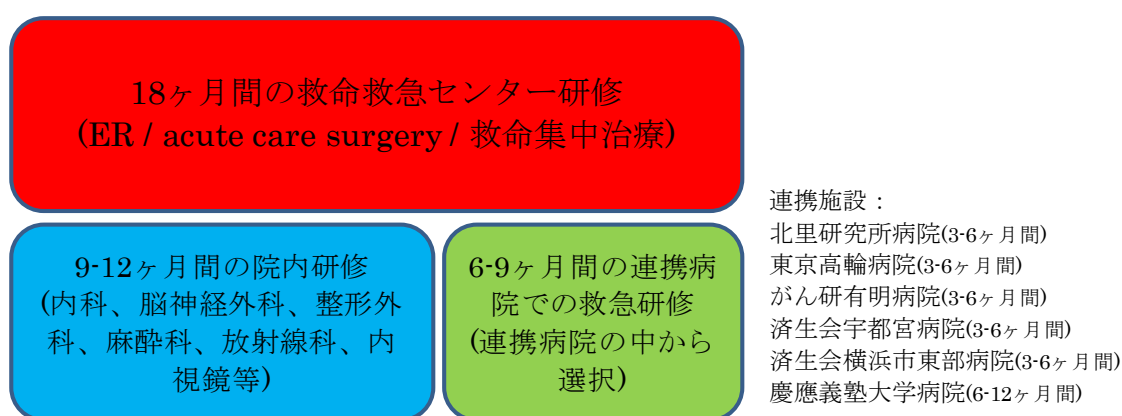 18ヶ月間の救命救急センター研修
(ER / acute care surgery / 救命集中治療)
9-12ヶ月間の院内研修
(内科、脳神経外科、整形外
科、麻酔科、放射線科、内
視鏡等)
6-9ヶ月間の連携病
院での救急研修
(連携病院の中から
選択)
連携施設：
北里研究所病院(3-6ヶ月間)
東京高輪病院(3-6ヶ月間)
がん研有明病院(3-6ヶ月間)
済生会宇都宮病院(3-6ヶ月間)
済生会横浜市東部病院(3-6ヶ月間)
慶應義塾大学病院(6-12ヶ月間)